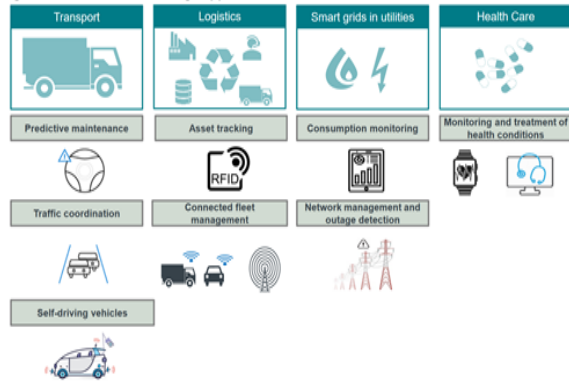 Transport
Logistics
Smart grids in utilities
Health Care
Predictive maintenance
Asset tracking
Consumption monitoring
Monitoring and treatment of
health conditions
RFID
Traffic coordination
Connected fleet
management
Network management and
outage detection
Self-driving vehicles